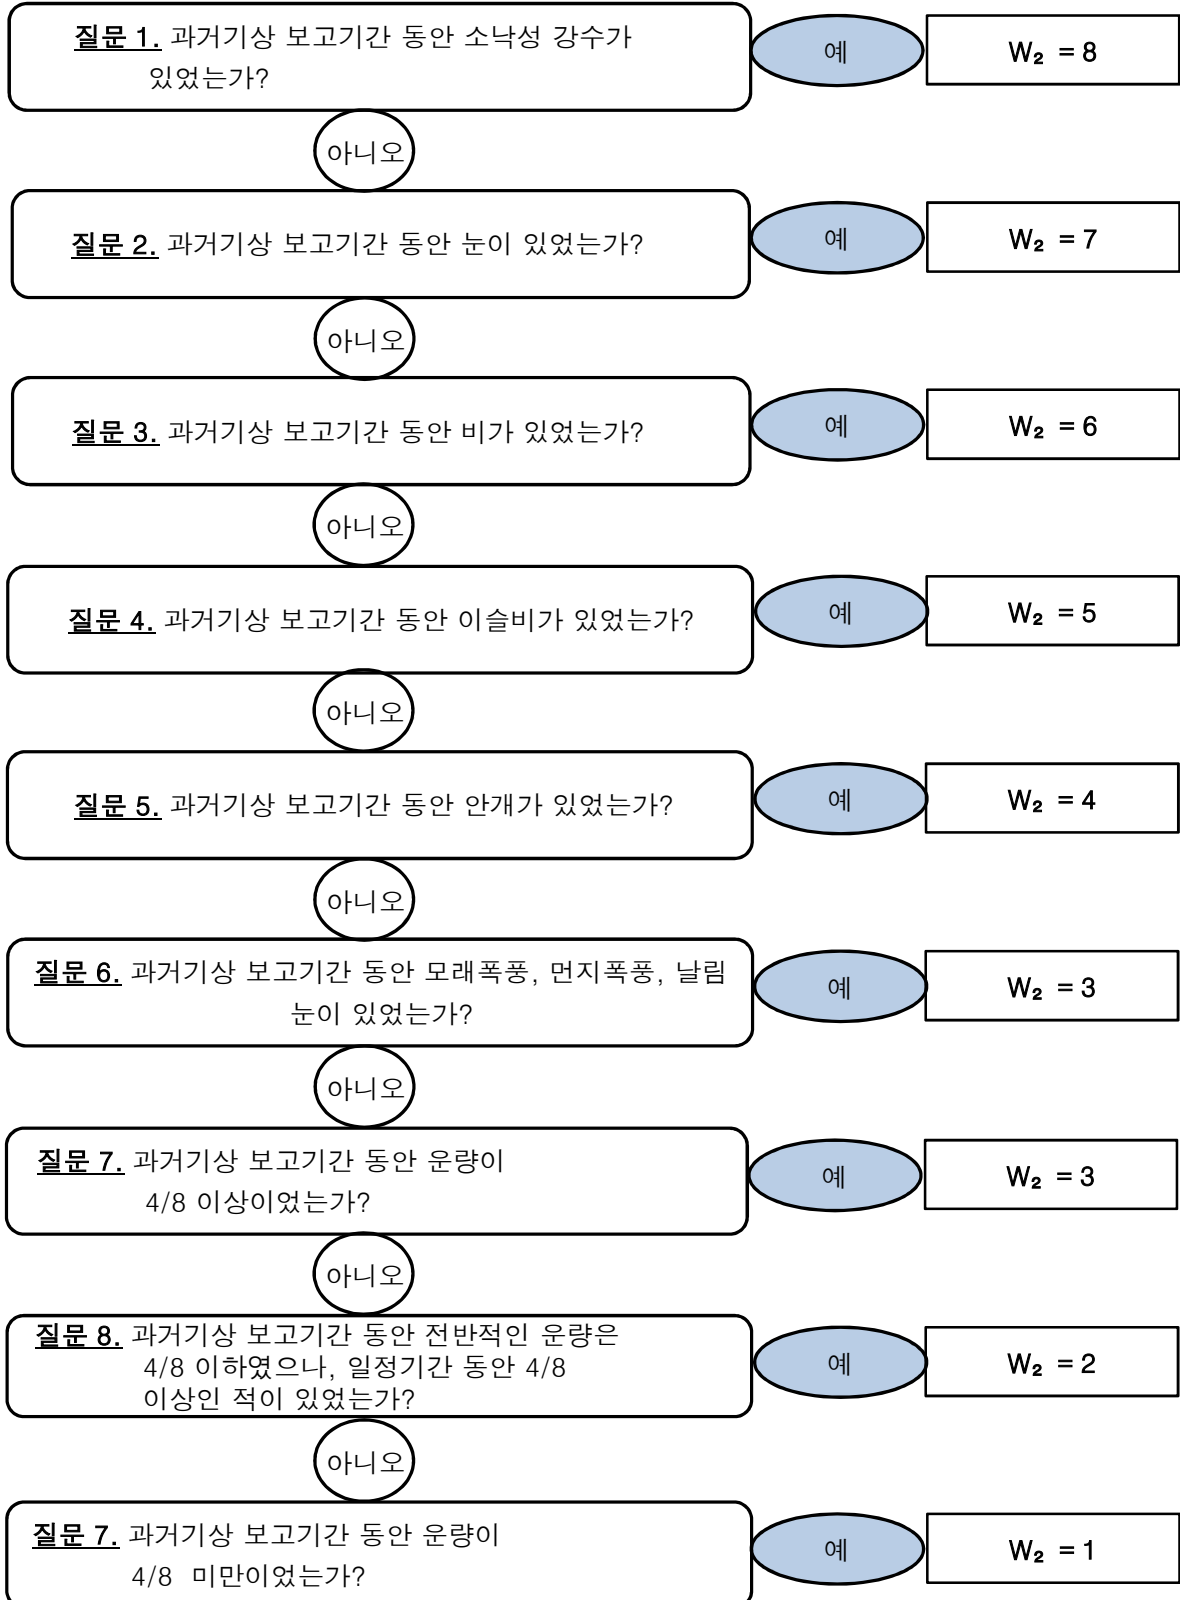 질문 1. 과거기상 보고기간 동안 소낙성 강수가
있었는가?
예
W₂ = 8
아니오
질문 2. 과거기상 보고기간 동안 눈이 있었는가?
예
W₂ = 7
아니오
질문 3. 과거기상 보고기간 동안 비가 있었는가?
예
W₂ = 6
아니오
질문 4. 과거기상 보고기간 동안 이슬비가 있었는가?
예
W₂ = 5
아니오
질문 5. 과거기상 보고기간 동안 안개가 있었는가?
예
W₂ = 4
아니오
질문 6. 과거기상 보고기간 동안 모래폭풍, 먼지폭풍, 날림
눈이 있었는가?
예
W₂ = 3
아니오
질문 7. 과거기상 보고기간 동안 운량이
4/8 이상이었는가?
예
W₂ = 3
아니오
질문 8. 과거기상 보고기간 동안 전반적인 운량은
4/8 이하였으나, 일정기간 동안 4/8
이상인 적이 있었는가?
예
W₂ = 2
아니오
질문 7. 과거기상 보고기간 동안 운량이
4/8 미만이었는가?
예
W₂ = 1